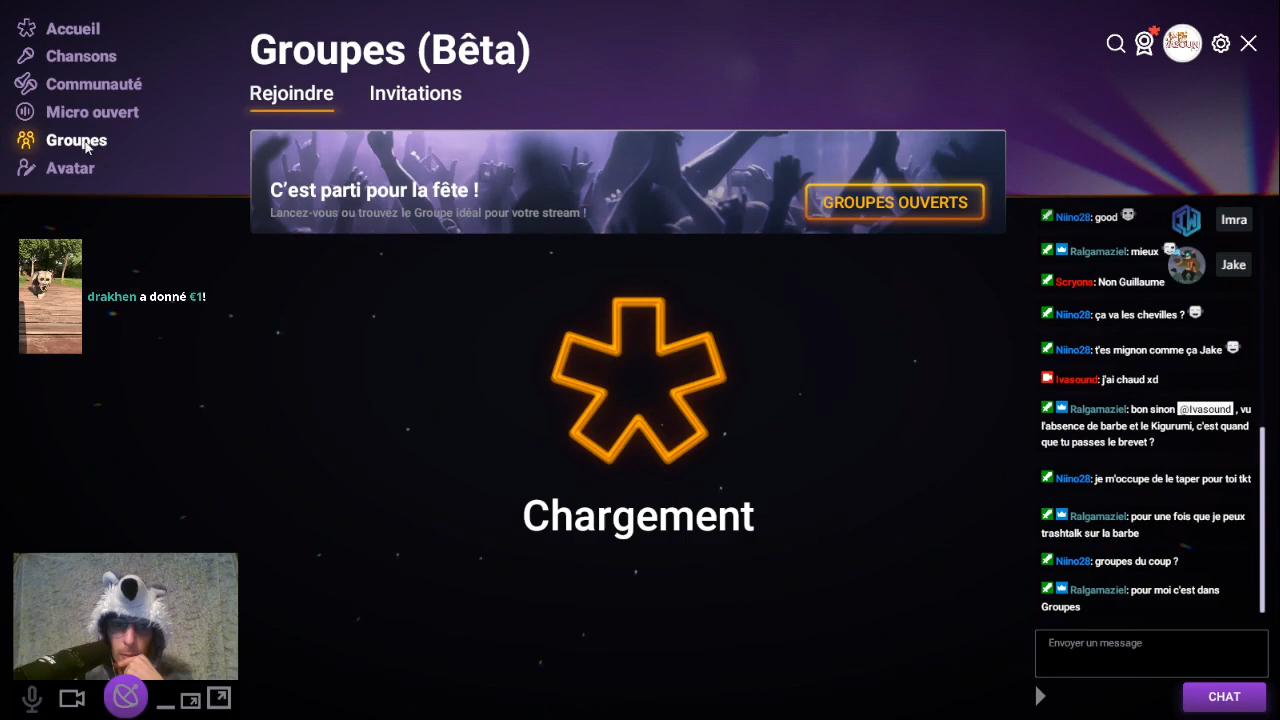 Accueil
Chansons
Communauté
Micro ouvert
Groupes
Avatar
Groupes (Bêta)
Rejoindre
Invitations
C'est parti pour la fête !
Lancez-vous ou trouvez le Groupe idéal pour votre stream !
GROUPES OUVERTS
drakhen a donné €1!
Chargement
Niino28: good
Imra
Ralgamaziel: mieux
Jake
Scryons: Non Guillaume
Niino28: ça va les chevilles ?
Niino28: t'es mignon comme ça Jake
Ivasound: j'ai chaud xd
Ralgamaziel: bon sinon @Ivasound , vu
l'absence de barbe et le Kigurumi, c'est quand
que tu passes le brevet ?
Niino28: je m'occupe de le taper pour toi tkt
Ralgamaziel: pour une fois que je peux
trashtalk sur la barbe
Niino28: groupes du coup ?
Ralgamaziel: pour moi c'est dans
Groupes
Envoyer un message
CHAT